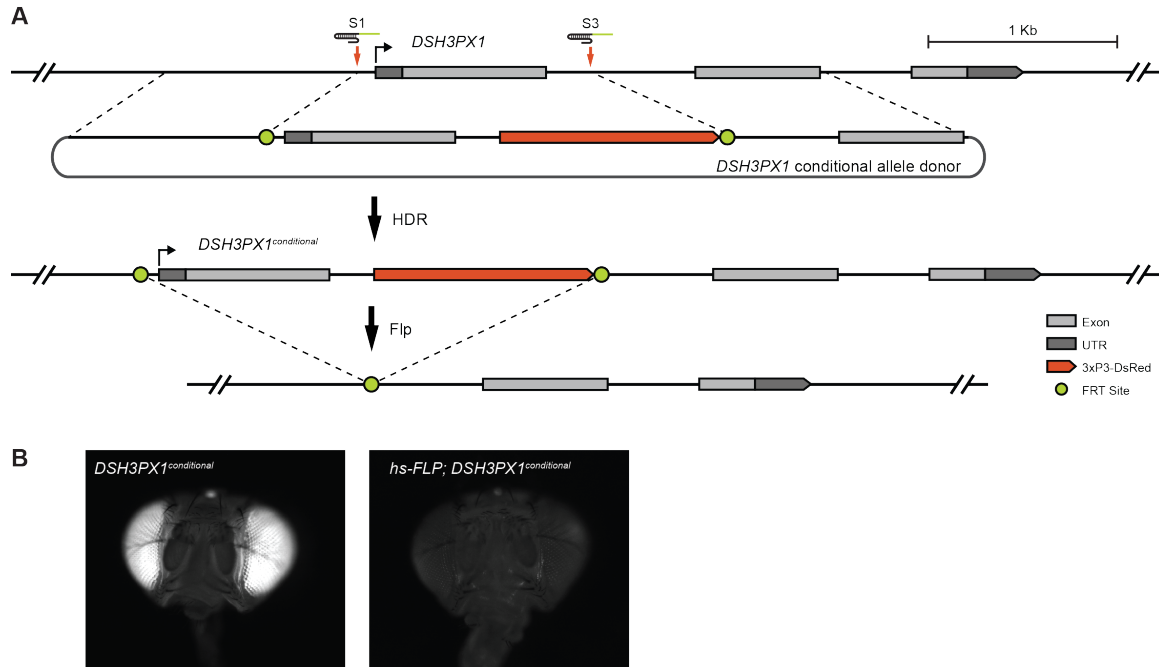 A
S1
S3
DSH3PX1
1 Kb
DSH3PX1 conditional allele donor
HDR
DSH3PX1conditional
Flp
Exon
UTR
3xP3-DsRed
FRT Site
B
DSH3PX1conditional
hs-FLP; DSH3PX1conditional